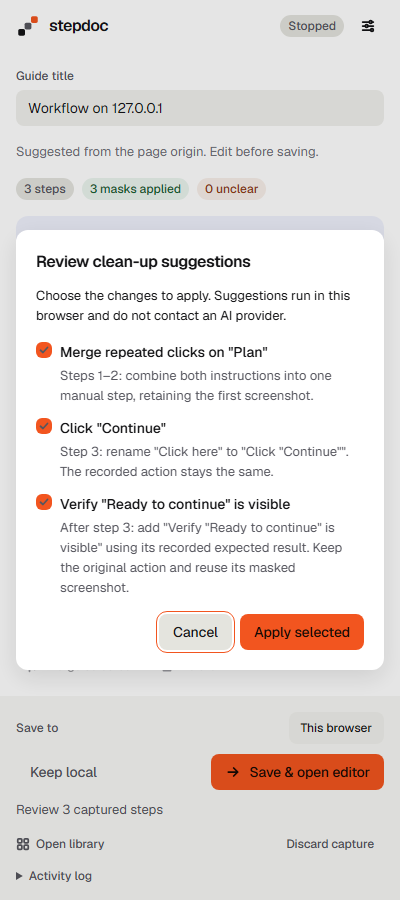 stepdoc
Stopped
Guide title
Workflow on 127.0.0.1
Suggested from the page origin. Edit before saving.
3 steps
3 masks applied
0 unclear
Review clean-up suggestions
Choose the changes to apply. Suggestions run in this
browser and do not contact an AI provider.
Merge repeated clicks on "Plan"
Steps 1–2: combine both instructions into one
manual step, retaining the first screenshot.
Click "Continue"
Step 3: rename "Click here" to "Click "Continue"".
The recorded action stays the same.
Verify "Ready to continue" is visible
After step 3: add "Verify "Ready to continue" is
visible" using its recorded expected result. Keep
the original action and reuse its masked
screenshot.
Cancel
Apply selected
Save to
This browser
Keep local
Save & open editor
Review 3 captured steps
Open library
Discard capture
Activity log